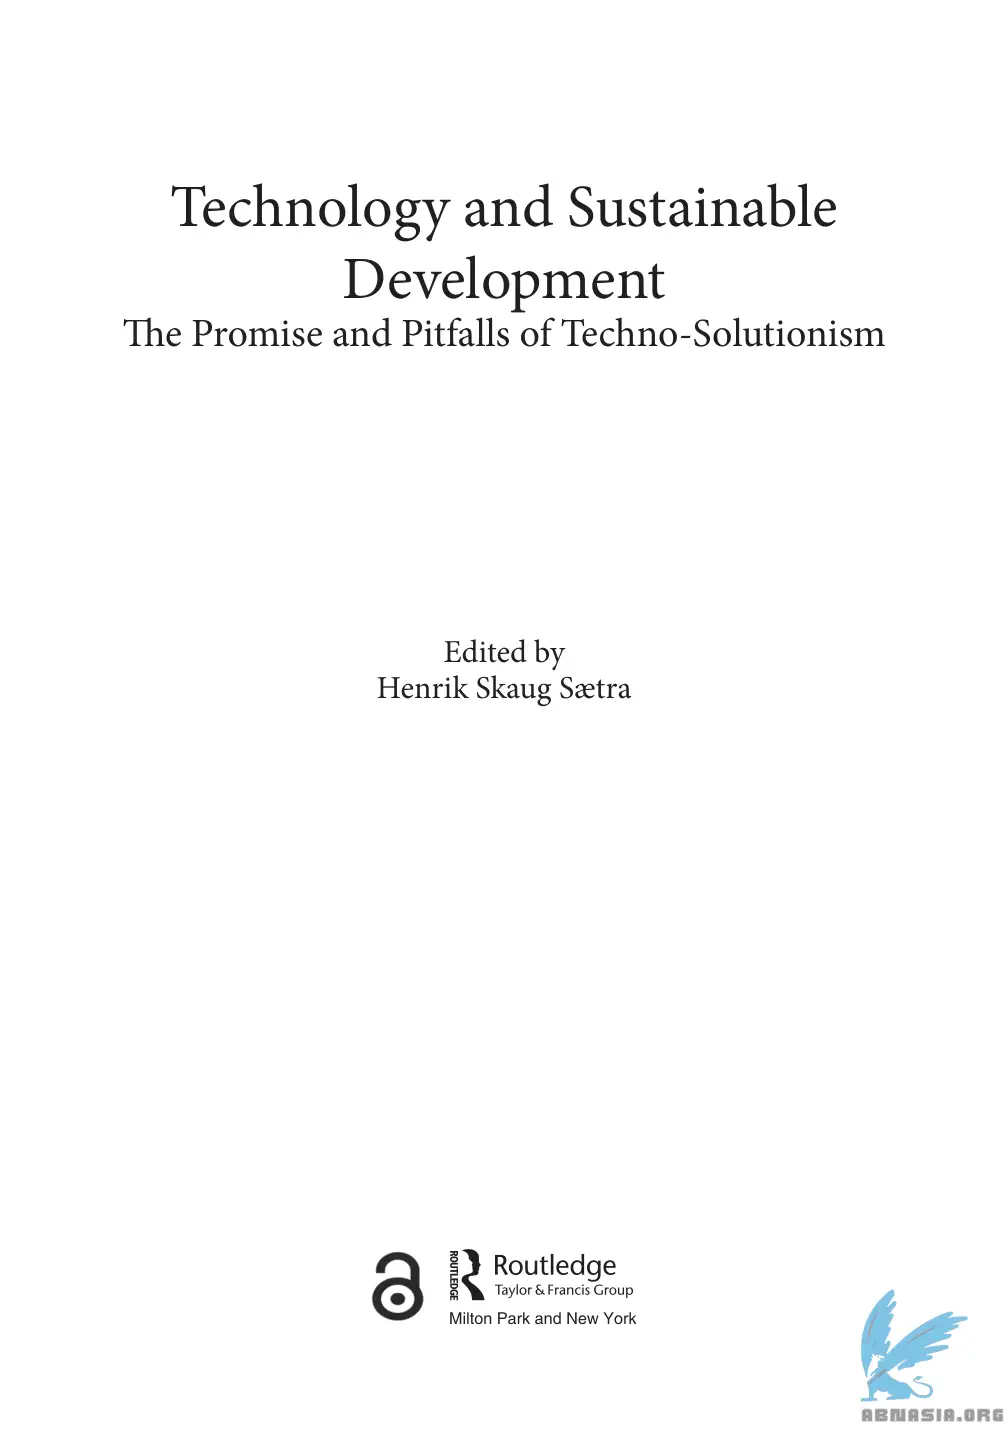 Technology and Sustainable
Development
The Promise and Pitfalls of Techno-Solutionism
Edited by
Henrik Skaug Sætra
ROUTLEDGE
Routledge
Taylor & Francis Group
Milton Park and New York
ABNASIA.ORG